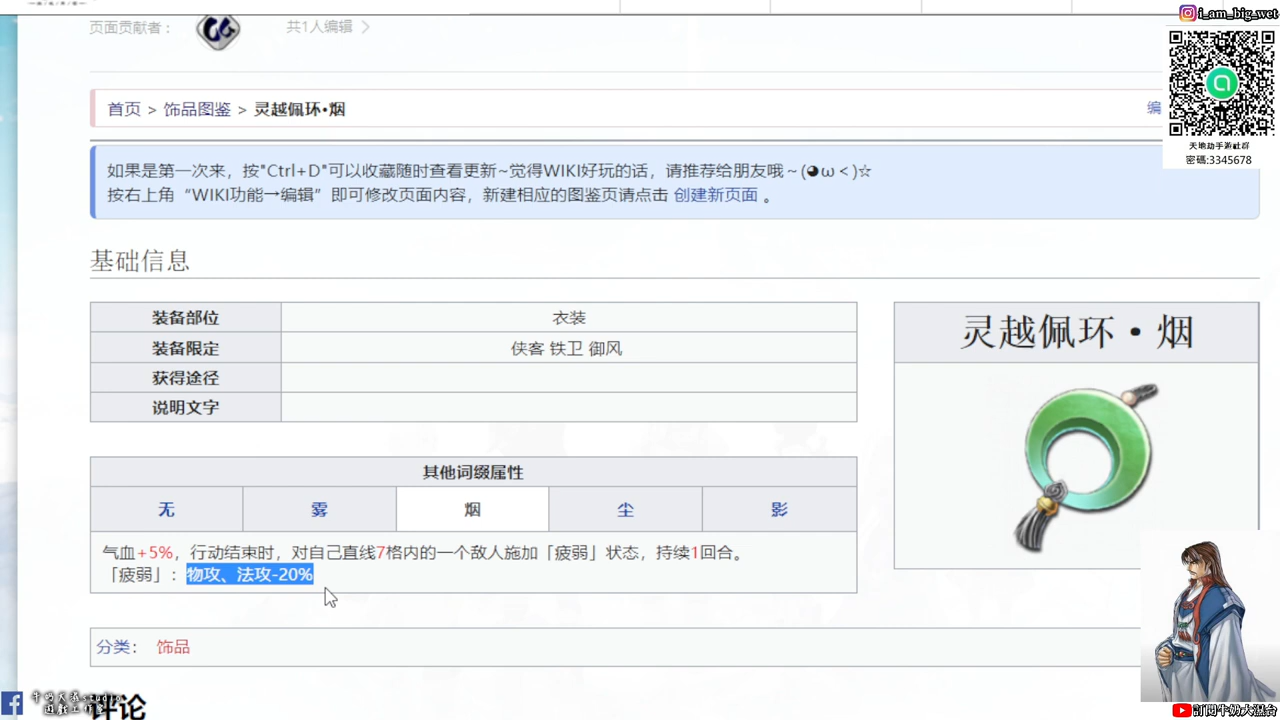 页面贡献者：
共1人编辑
i_am_big_wet
天地劫手游社群
密碼:3345678
首页 > 饰品图鉴 > 灵越佩环•烟
编
如果是第一次来，按"Ctrl+D"可以收藏随时查看更新~觉得WIKI好玩的话，请推荐给朋友哦～(◕ω＜)☆
按右上角“WIKI功能→编辑”即可修改页面内容，新建相应的图鉴页请点击 创建新页面 。
基础信息
装备部位 衣装
装备限定 侠客 铁卫 御风
获得途径
说明文字
灵越佩环•烟
其他词缀属性
无 雾 烟 尘 影
气血+5%，行动结束时，对自己直线7格内的一个敌人施加「疲弱」状态，持续1回合。
「疲弱」：物攻、法攻-20%
分类： 饰品
评论
訂閱牛奶大混台